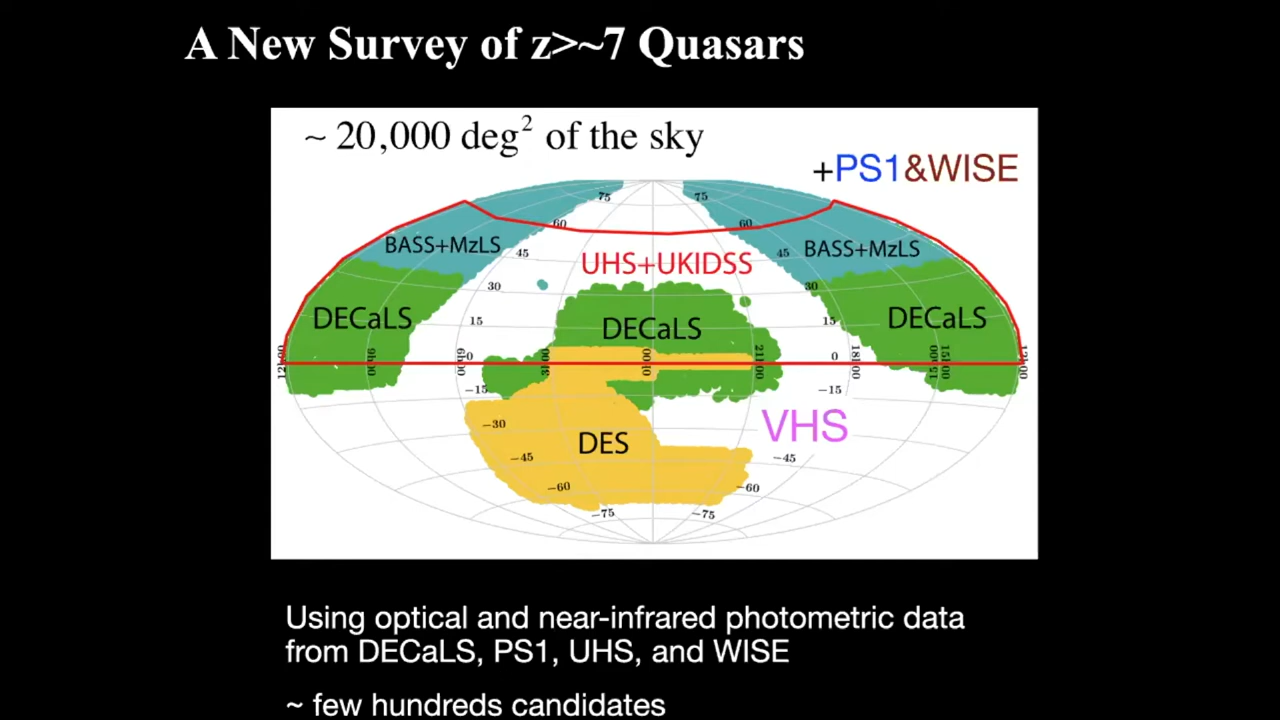 A New Survey of z>~7 Quasars
~ 20,000 deg² of the sky
+PS1&WISE
75
75
60
60
BASS+MzLS
45
45
BASS+MzLS
UHS+UKIDSS
30
30
DECaLS
15
DECaLS
15
DECaLS
0
0
18h00
15h00
-15
-15
VHS
-30
DES
-45
-45
-60
-60
-75
-75
Using optical and near-infrared photometric data
from DECaLS, PS1, UHS, and WISE
~ few hundreds candidates